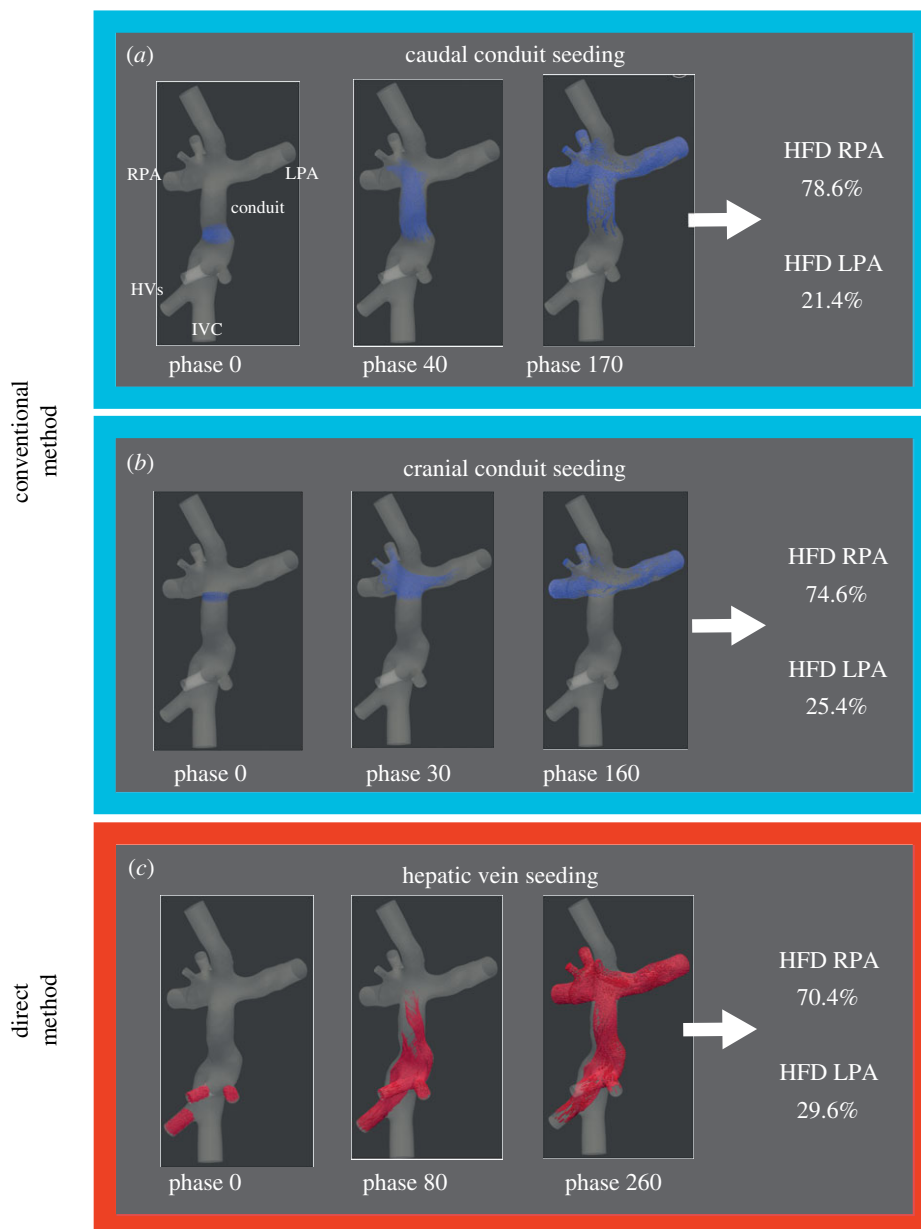 conventional
method
(a)
caudal conduit seeding
RPA
LPA
conduit
HVs
IVC
phase 0
phase 40
phase 170
HFD RPA
78.6%
HFD LPA
21.4%
(b)
cranial conduit seeding
phase 0
phase 30
phase 160
HFD RPA
74.6%
HFD LPA
25.4%
direct
method
(c)
hepatic vein seeding
phase 0
phase 80
phase 260
HFD RPA
70.4%
HFD LPA
29.6%